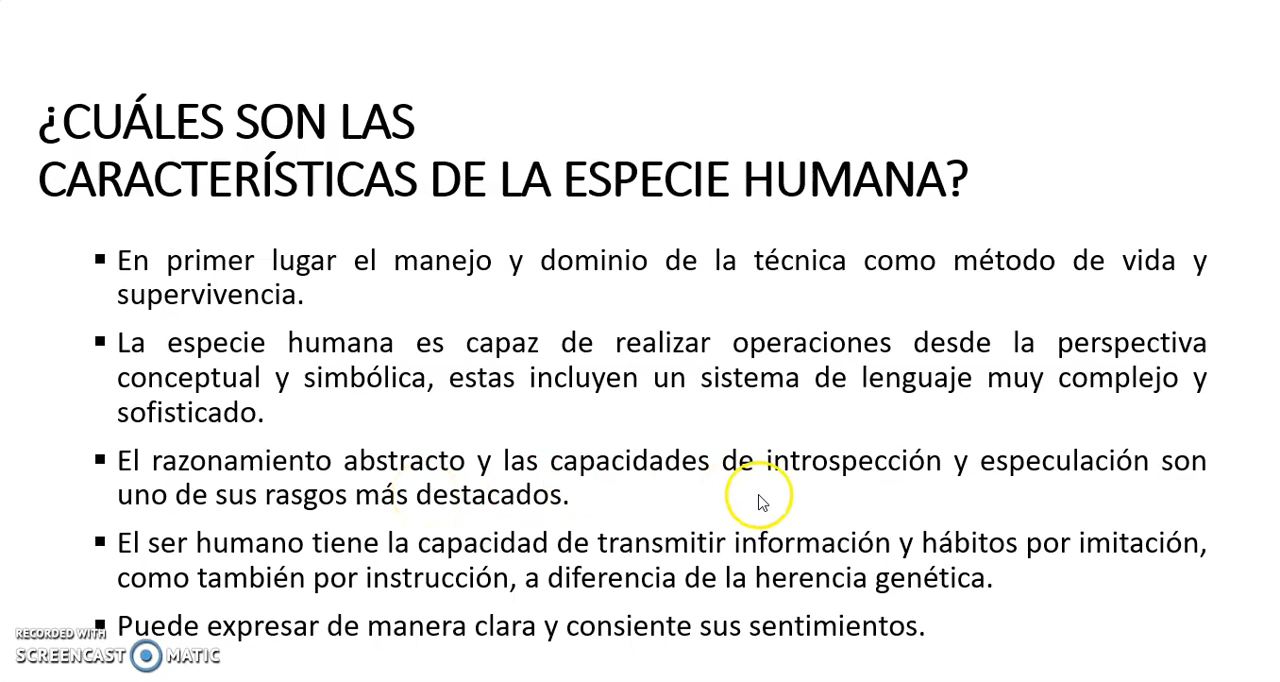 ¿CUÁLES SON LAS
CARACTERÍSTICAS DE LA ESPECIE HUMANA?
▪ En primer lugar el manejo y dominio de la técnica como método de vida y
supervivencia.
▪ La especie humana es capaz de realizar operaciones desde la perspectiva
conceptual y simbólica, estas incluyen un sistema de lenguaje muy complejo y
sofisticado.
▪ El razonamiento abstracto y las capacidades de introspección y especulación son
uno de sus rasgos más destacados.
▪ El ser humano tiene la capacidad de transmitir información y hábitos por imitación,
como también por instrucción, a diferencia de la herencia genética.
▪ Puede expresar de manera clara y consiente sus sentimientos.
RECORDED WITH
SCREENCAST MATIC